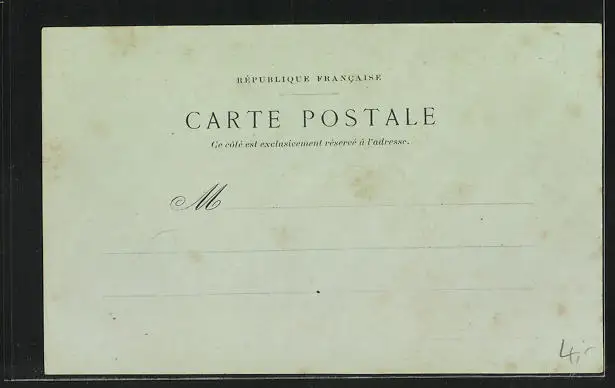 RÉPUBLIQUE FRANÇAISE
CARTE POSTALE
Ce côté est exclusivement réservé à l'adresse.
M
4,-